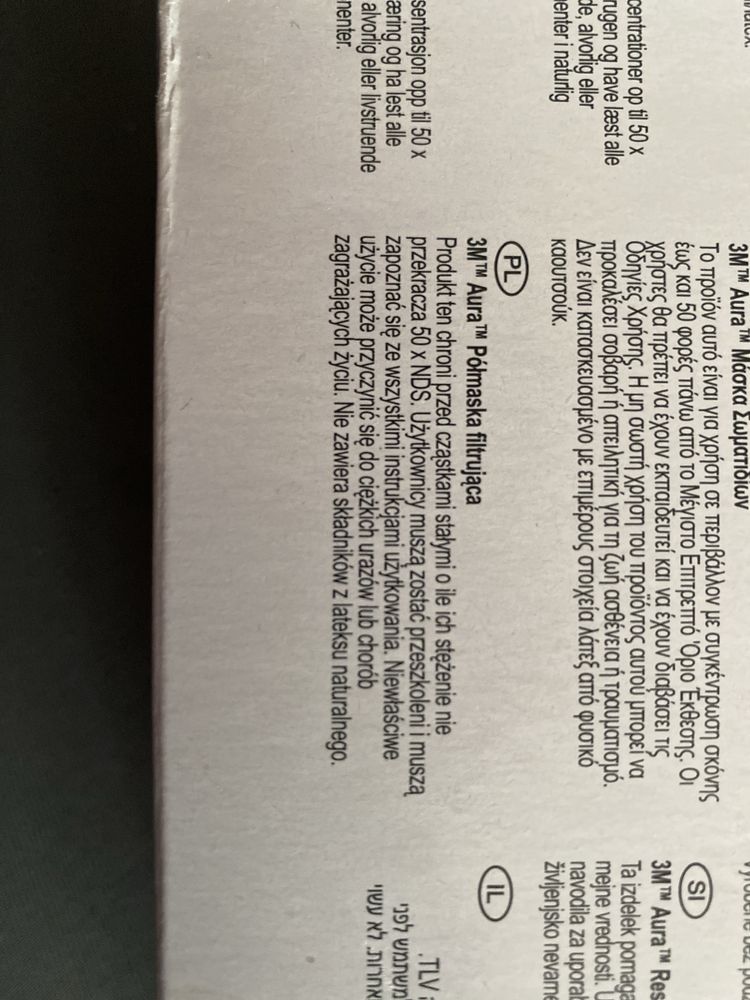 centrationer op til 50 x
rugen og have læst alle
de, alvorlig eller
enter i naturlig
sentrasjon opp til 50 x
æring og ha lest alle
alvorlig eller livstruende
nenter.
3M™ Aura™ Μάσκα Σωματιδίων
Το προϊόν αυτό είναι για χρήση σε περιβάλλον με συγκέντρωση σκόνης
έως και 50 φορές πάνω από το Μέγιστο Επιτρεπτό Όριο Έκθεσης. Οι
χρήστες θα πρέπει να έχουν εκπαιδευτεί και να έχουν διαβάσει τις
Οδηγίες Χρήσης. Η μη σωστή χρήση του προϊόντος αυτού μπορεί να
προκαλέσει σοβαρή ή απειλητική για τη ζωή ασθένεια ή τραυματισμό.
Δεν είναι κατασκευασμένο με επιμέρους στοιχεία λάτεξ από φυσικό
καουτσούκ.
PL
3M™ Aura™ Półmaska filtrująca
Produkt ten chroni przed cząstkami stałymi o ile ich stężenie nie
przekracza 50 x NDS. Użytkownicy muszą zostać przeszkoleni i muszą
zapoznać się ze wszystkimi instrukcjami użytkowania. Niewłaściwe
użycie może przyczynić się do ciężkich urazów lub chorób
zagrażających życiu. Nie zawiera składników z lateksu naturalnego.
SI
3M™ Aura™ Res
Ta izdelek pomaga
mejne vrednosti. U
navodila za uporab
življenjsko nevarne
IL
.TLV
משתמש לפני
אחרות. לא עשוי